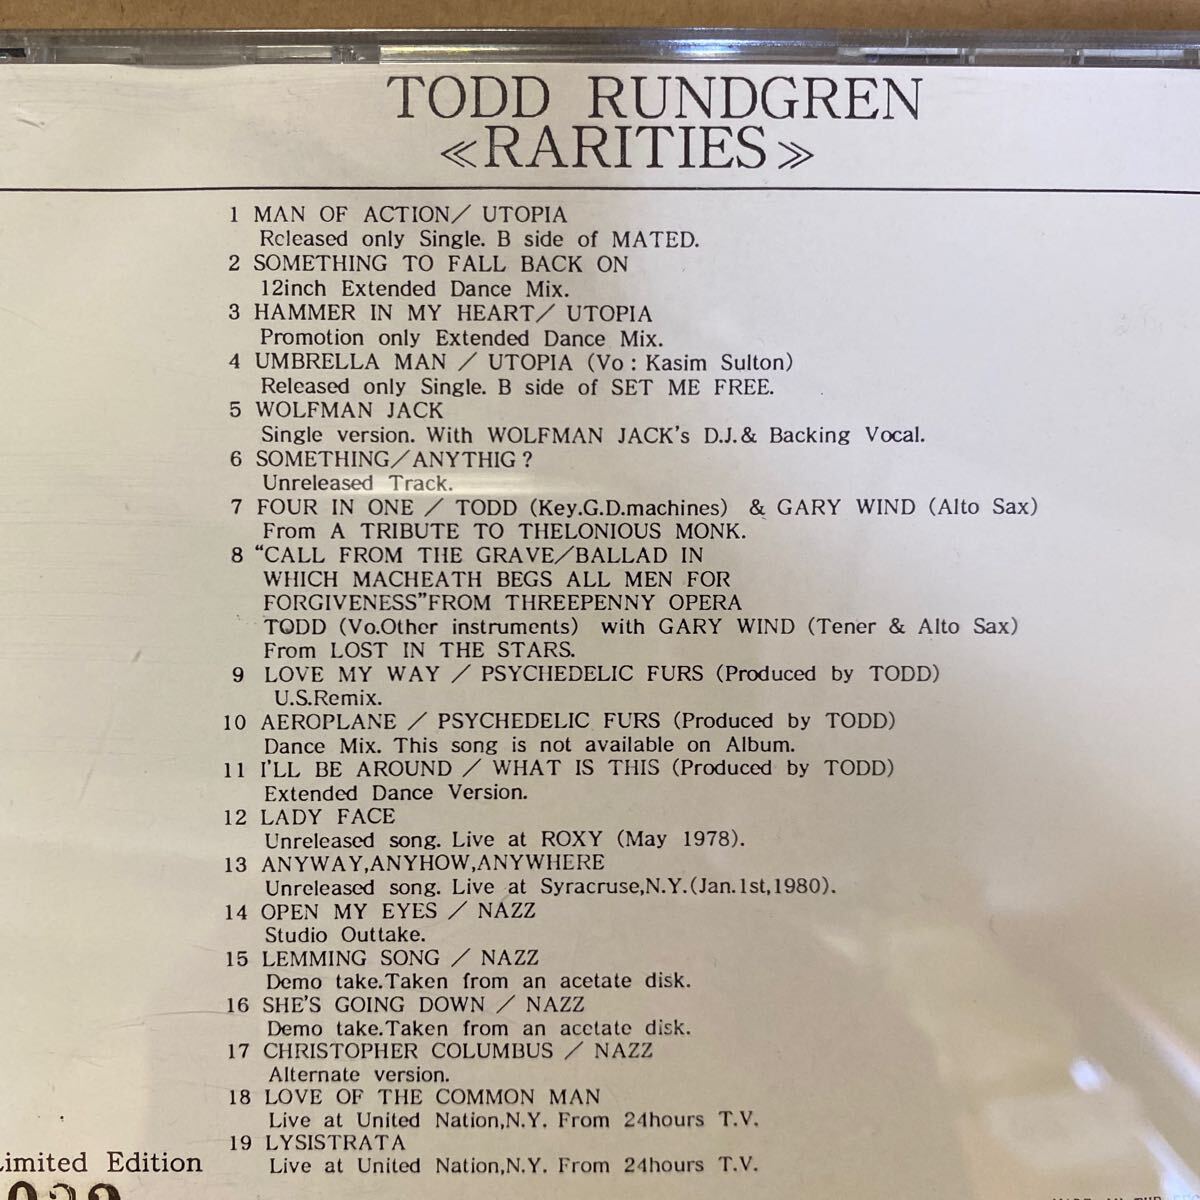 TODD RUNDGREN
≪RARITIES≫
1 MAN OF ACTION／UTOPIA
Released only Single. B side of MATED.
2 SOMETHING TO FALL BACK ON
12inch Extended Dance Mix.
3 HAMMER IN MY HEART／UTOPIA
Promotion only Extended Dance Mix.
4 UMBRELLA MAN ／ UTOPIA (Vo : Kasim Sulton)
Released only Single. B side of SET ME FREE.
5 WOLFMAN JACK
Single version. With WOLFMAN JACK's D.J.& Backing Vocal.
6 SOMETHING／ANYTHIG ?
Unreleased Track.
7 FOUR IN ONE ／ TODD (Key.G.D.machines) & GARY WIND (Alto Sax)
From A TRIBUTE TO THELONIOUS MONK.
8 “CALL FROM THE GRAVE／BALLAD IN
WHICH MACHEATH BEGS ALL MEN FOR
FORGIVENESS”FROM THREEPENNY OPERA
TODD (Vo.Other instruments) with GARY WIND (Tener & Alto Sax)
From LOST IN THE STARS.
9 LOVE MY WAY ／ PSYCHEDELIC FURS (Produced by TODD)
U.S.Remix.
10 AEROPLANE ／ PSYCHEDELIC FURS (Produced by TODD)
Dance Mix. This song is not available on Album.
11 I'LL BE AROUND ／ WHAT IS THIS (Produced by TODD)
Extended Dance Version.
12 LADY FACE
Unreleased song. Live at ROXY (May 1978).
13 ANYWAY,ANYHOW,ANYWHERE
Unreleased song. Live at Syracruse,N.Y.(Jan.1st,1980).
14 OPEN MY EYES ／ NAZZ
Studio Outtake.
15 LEMMING SONG ／ NAZZ
Demo take.Taken from an acetate disk.
16 SHE'S GOING DOWN ／ NAZZ
Demo take.Taken from an acetate disk.
17 CHRISTOPHER COLUMBUS ／ NAZZ
Alternate version.
18 LOVE OF THE COMMON MAN
Live at United Nation,N.Y. From 24hours T.V.
19 LYSISTRATA
Live at United Nation,N.Y. From 24hours T.V.
Limited Edition